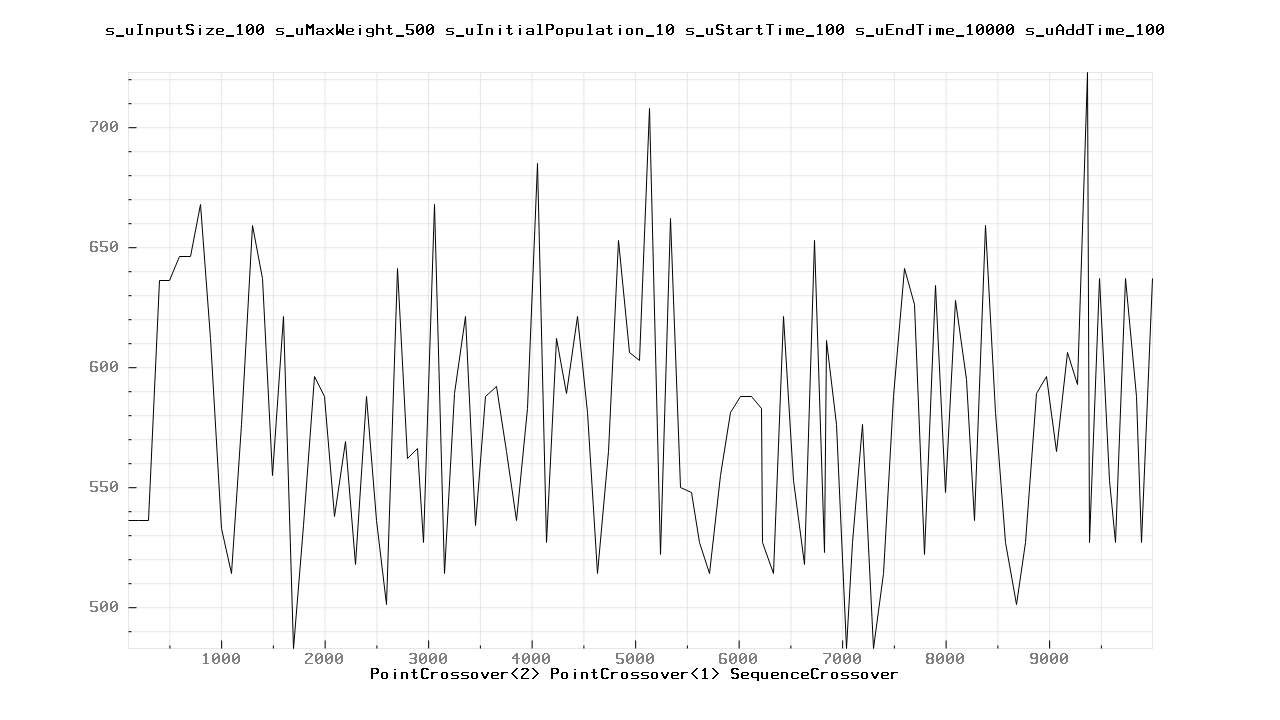 s_uInputSize_100 s_uMaxWeight_500 s_uInitialPopulation_10 s_uStartTime_100 s_uEndTime_10000 s_uAddTime_100
700
650
600
550
500
1000 2000 3000 4000 5000 6000 7000 8000 9000
PointCrossover<2> PointCrossover<1> SequenceCrossover